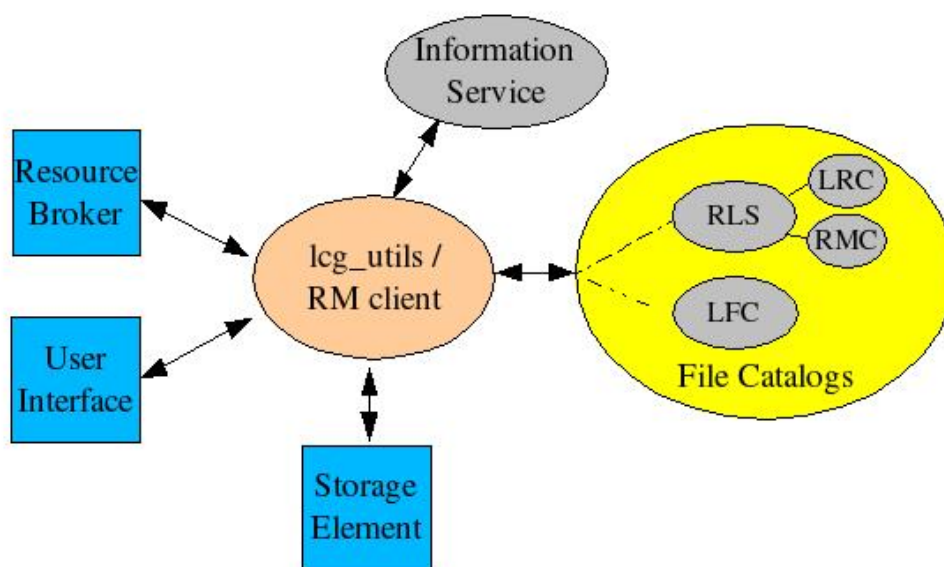 Information
Service
Resource
Broker
lcg_utils /
RM client
RLS
LRC
RMC
LFC
File Catalogs
User
Interface
Storage
Element